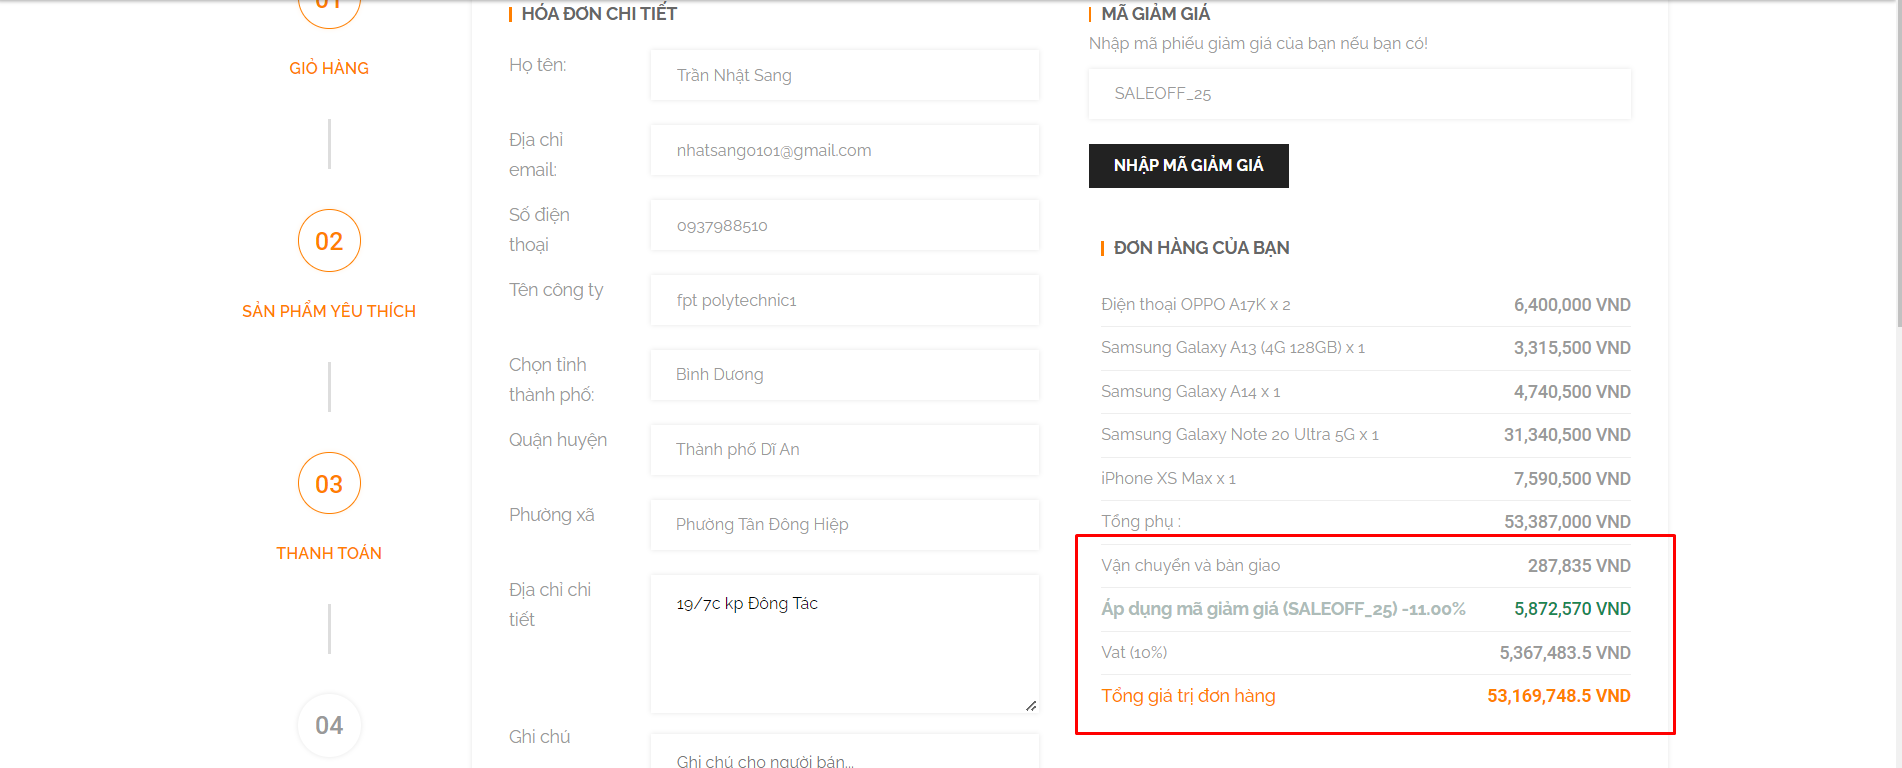 01
GIỎ HÀNG
02
SẢN PHẨM YÊU THÍCH
03
THANH TOÁN
04
HÓA ĐƠN CHI TIẾT
Họ tên:
Trần Nhật Sang
Địa chỉ
email:
nhatsang0101@gmail.com
Số điện
thoại
0937988510
Tên công ty
fpt polytechnic1
Chọn tỉnh
thành phố:
Bình Dương
Quận huyện
Thành phố Dĩ An
Phường xã
Phường Tân Đông Hiệp
Địa chỉ chi
tiết
19/7c kp Đông Tác
Ghi chú
Ghi chú cho người bán...
MÃ GIẢM GIÁ
Nhập mã phiếu giảm giá của bạn nếu bạn có!
SALEOFF_25
NHẬP MÃ GIẢM GIÁ
ĐƠN HÀNG CỦA BẠN
Điện thoại OPPO A17K x 2 6,400,000 VND
Samsung Galaxy A13 (4G 128GB) x 1 3,315,500 VND
Samsung Galaxy A14 x 1 4,740,500 VND
Samsung Galaxy Note 20 Ultra 5G x 1 31,340,500 VND
iPhone XS Max x 1 7,590,500 VND
Tổng phụ : 53,387,000 VND
Vận chuyển và bàn giao 287,835 VND
Áp dụng mã giảm giá (SALEOFF_25) -11.00% 5,872,570 VND
Vat (10%) 5,367,483.5 VND
Tổng giá trị đơn hàng 53,169,748.5 VND